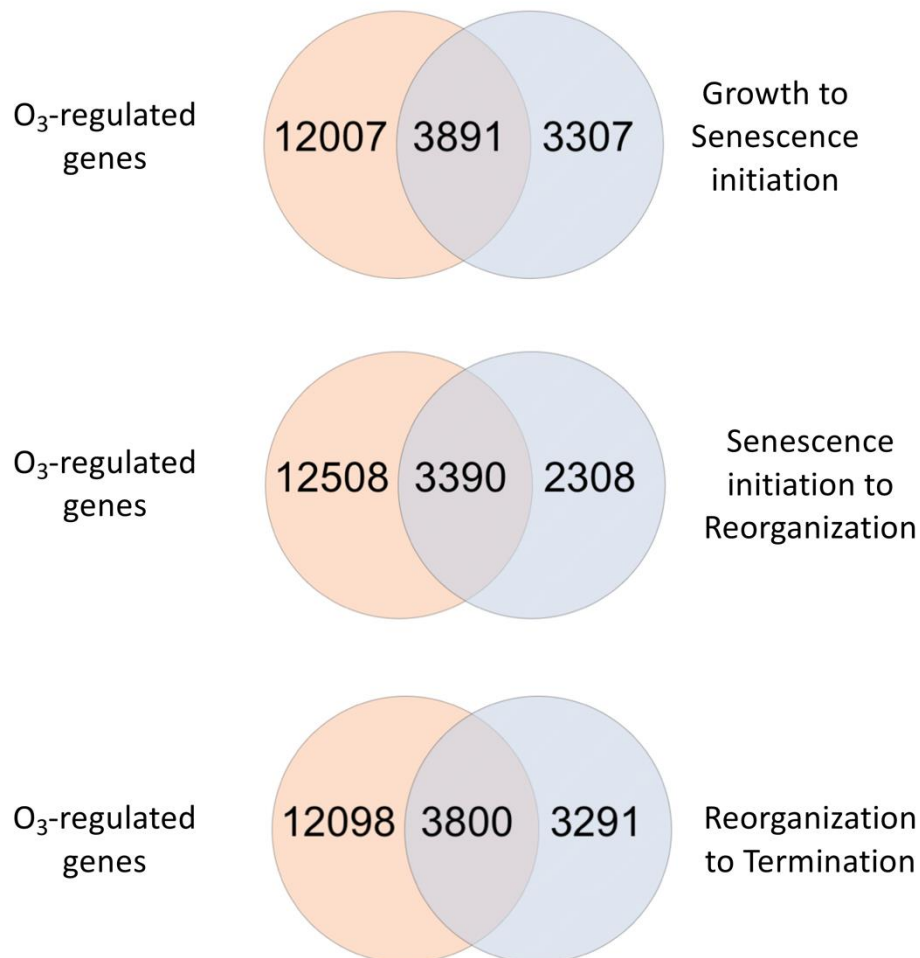 O₃-regulated
genes
12007 3891 3307
Growth to
Senescence
initiation
O₃-regulated
genes
12508 3390 2308
Senescence
initiation to
Reorganization
O₃-regulated
genes
12098 3800 3291
Reorganization
to Termination